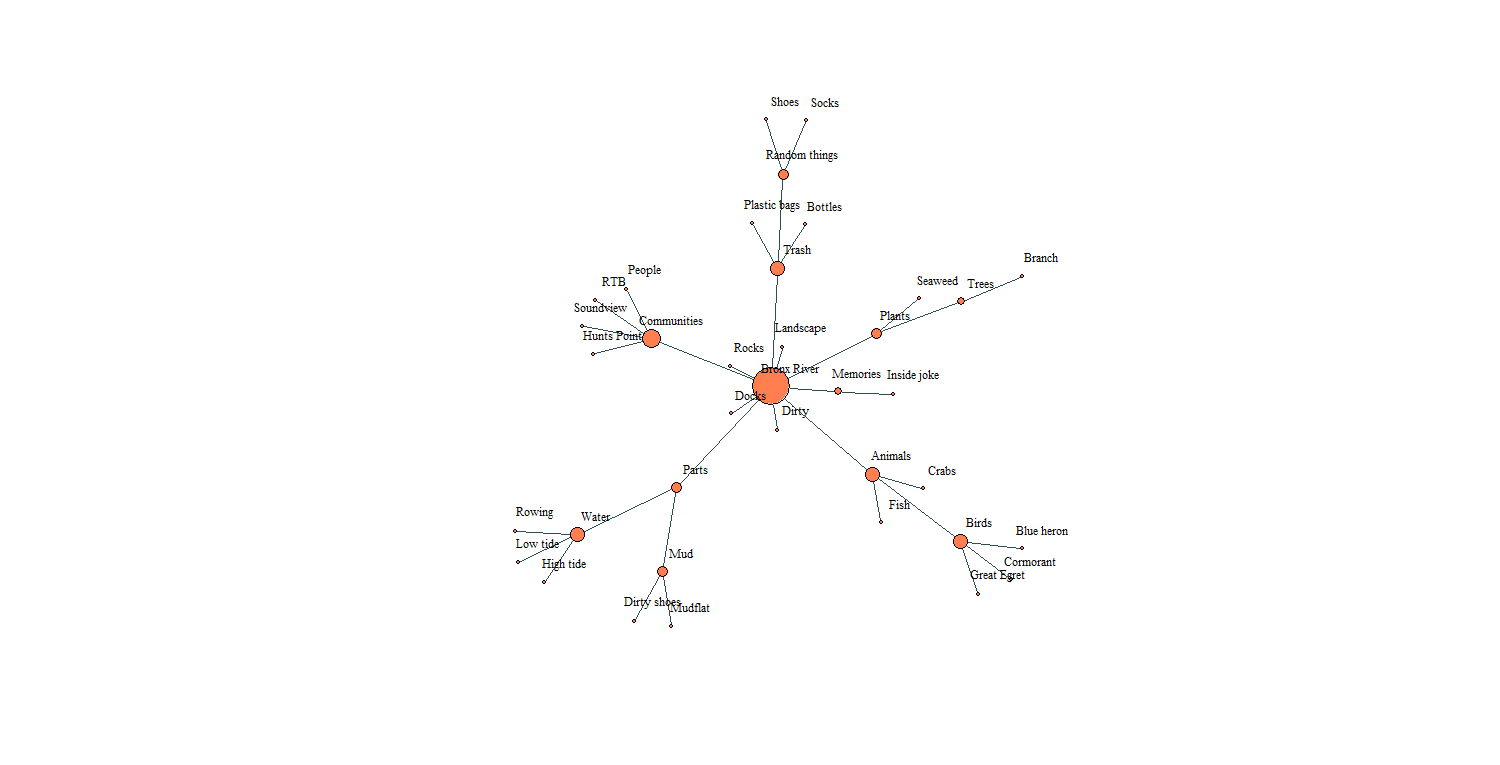 Shoes
Socks
Random things
Plastic bags
Bottles
Trash
Branch
People
RTB
Seaweed
Trees
Soundview
Plants
Communities
Landscape
Hunts Point
Rocks
Bronx River
Memories
Inside joke
Docks
Dirty
Animals
Parts
Crabs
Fish
Rowing
Water
Birds
Blue heron
Low tide
Mud
High tide
Cormorant
Great Egret
Dirty shoes
Mudflat